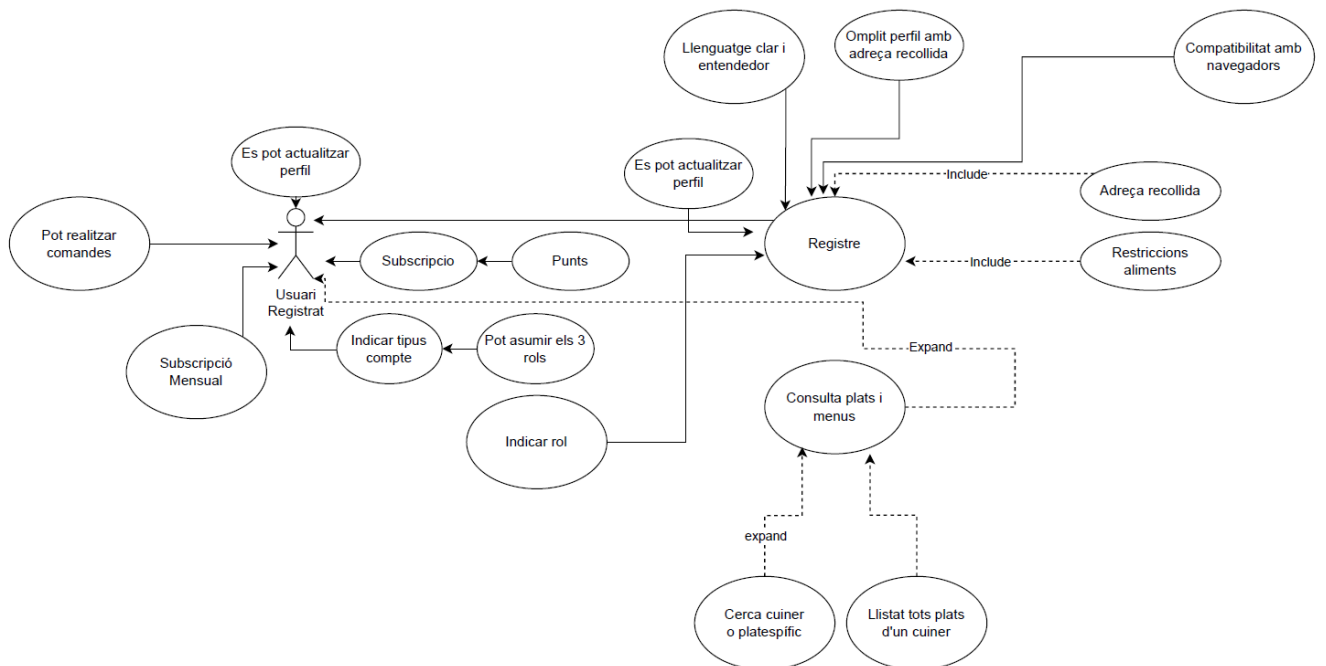 Llenguatge clar i
entenedor
Omplit perfil amb
adreça recollida
Compatibilitat amb
navegadors
Es pot actualitzar
perfil
Es pot actualitzar
perfil
Include
Adreça recollida
Pot realitzar
comandes
Registre
Subscripcio
Punts
Include
Restriccions
aliments
Usuari
Registrat
Indicar tipus
compte
Pot asumir els 3
rols
Expand
Subscripció
Mensual
Consulta plats i
menus
Indicar rol
expand
Cerca cuiner
o platespífic
Llistat tots plats
d'un cuiner